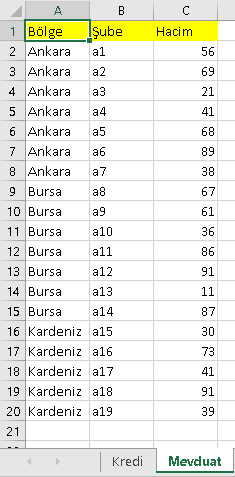 A B C
1 Bölge Şube Hacim
2 Ankara a1 56
3 Ankara a2 69
4 Ankara a3 21
5 Ankara a4 41
6 Ankara a5 68
7 Ankara a6 89
8 Ankara a7 38
9 Bursa a8 67
10 Bursa a9 61
11 Bursa a10 36
12 Bursa a11 86
13 Bursa a12 91
14 Bursa a13 11
15 Bursa a14 87
16 Kardeniz a15 30
17 Kardeniz a16 73
18 Kardeniz a17 41
19 Kardeniz a18 91
20 Kardeniz a19 39
21
Kredi Mevduat